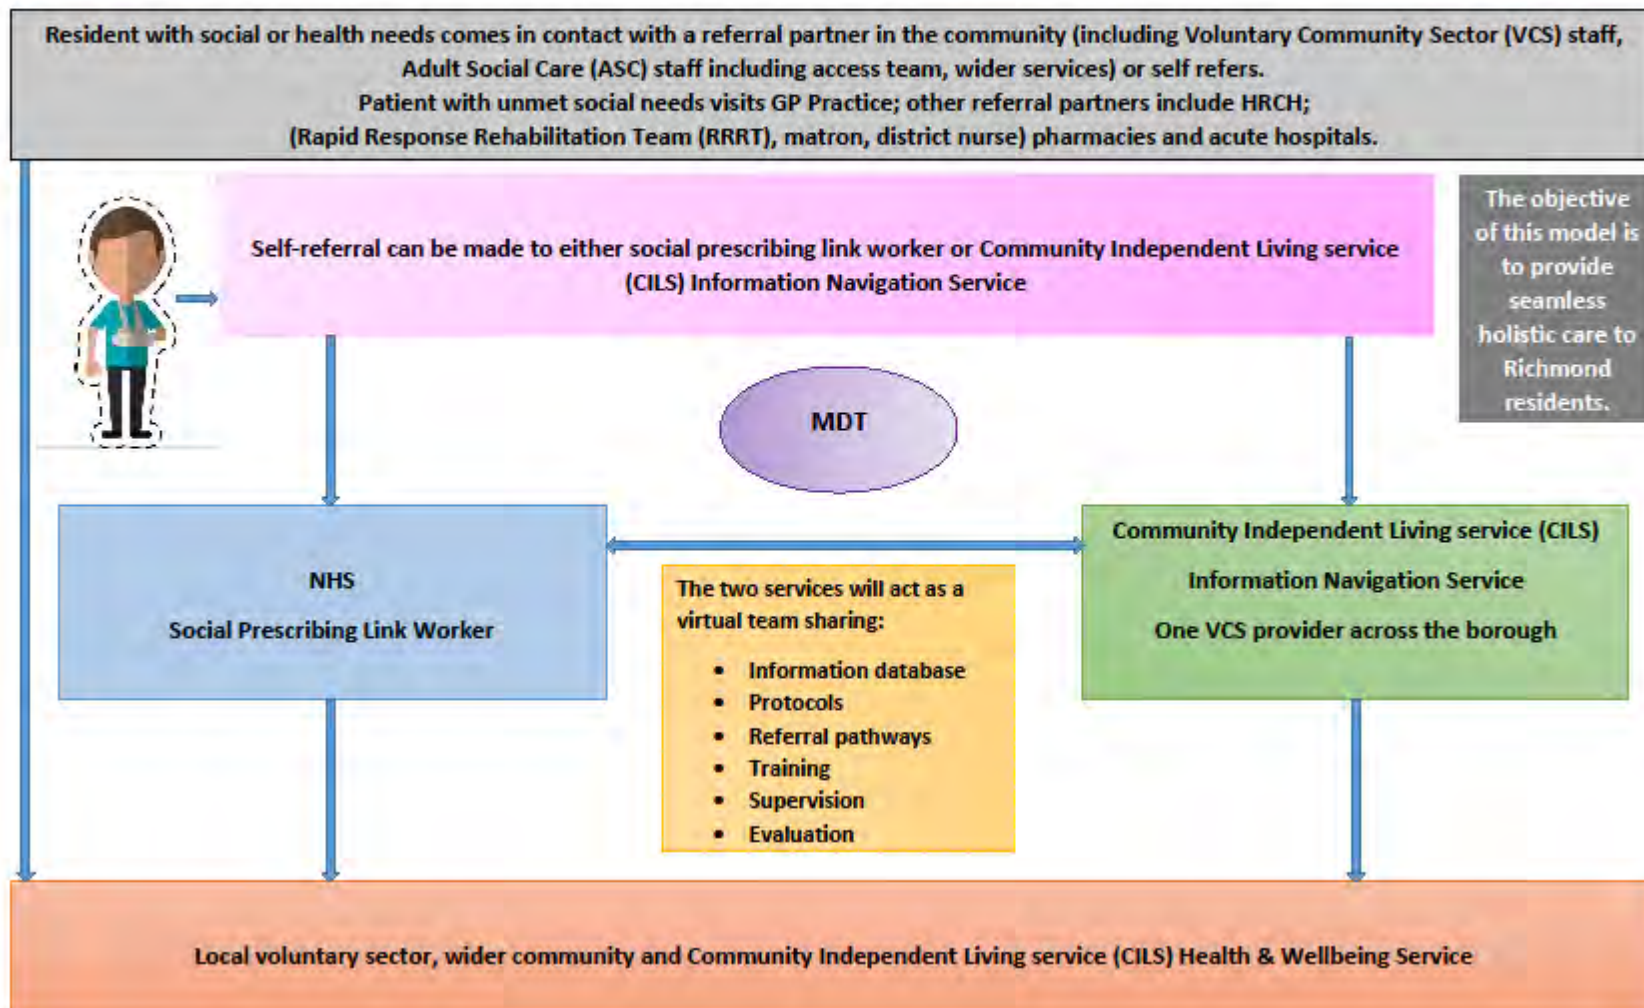 Resident with social or health needs comes in contact with a referral partner in the community (including Voluntary Community Sector (VCS) staff,
Adult Social Care (ASC) staff including access team, wider services) or self refers.
Patient with unmet social needs visits GP Practice; other referral partners include HRCH;
(Rapid Response Rehabilitation Team (RRRT), matron, district nurse) pharmacies and acute hospitals.
Self-referral can be made to either social prescribing link worker or Community Independent Living service
(CILS) Information Navigation Service
The objective
of this model is
to provide
seamless
holistic care to
Richmond
residents.
MDT
NHS
Social Prescribing Link Worker
The two services will act as a
virtual team sharing:
• Information database
• Protocols
• Referral pathways
• Training
• Supervision
• Evaluation
Community Independent Living service (CILS)
Information Navigation Service
One VCS provider across the borough
Local voluntary sector, wider community and Community Independent Living service (CILS) Health & Wellbeing Service